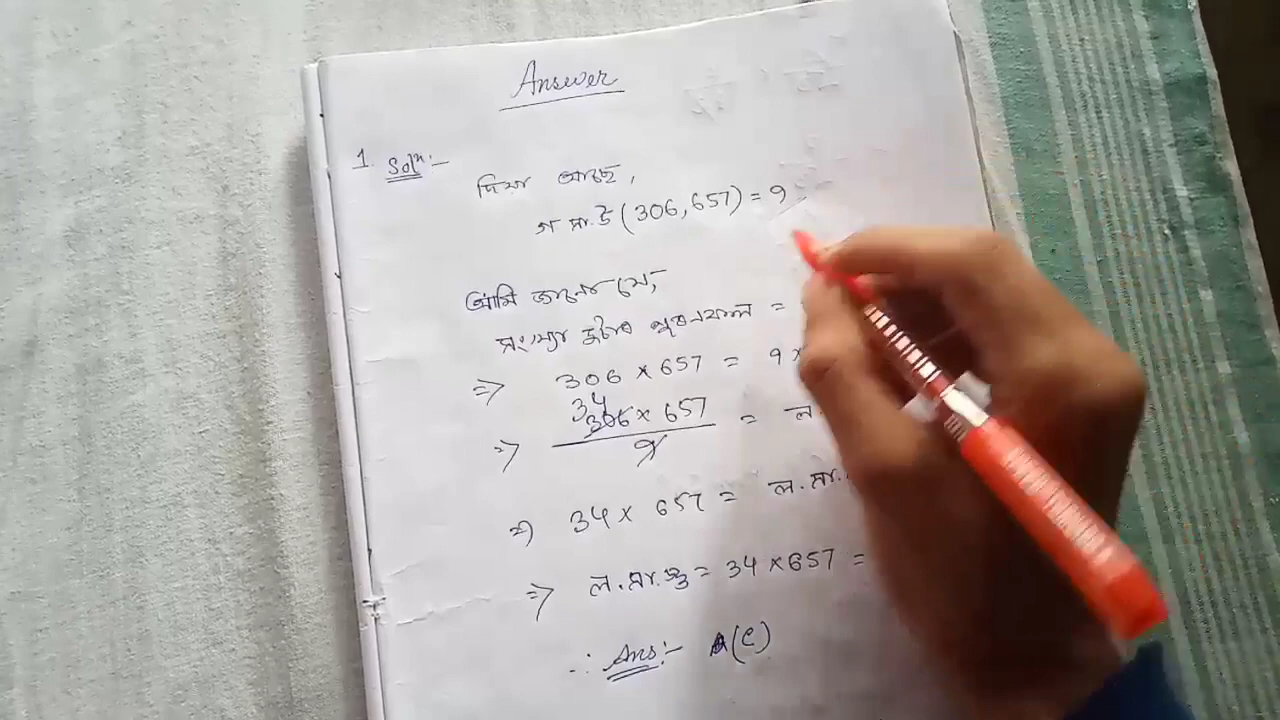 Answer
1. Solⁿ:-
দিয়া আছে,
গ.সা.উ (306, 657) = 9
আমি জানো যে,
সংখ্যা দুটাৰ পূৰণফল =
=> 306 × 657 = 9 ×
34
=> 306 × 657 / 9 = ল.
=> 34 × 657 = ল.সা.
=> ল.সা.গু = 34 × 657 =
∴ Ans:- (c)